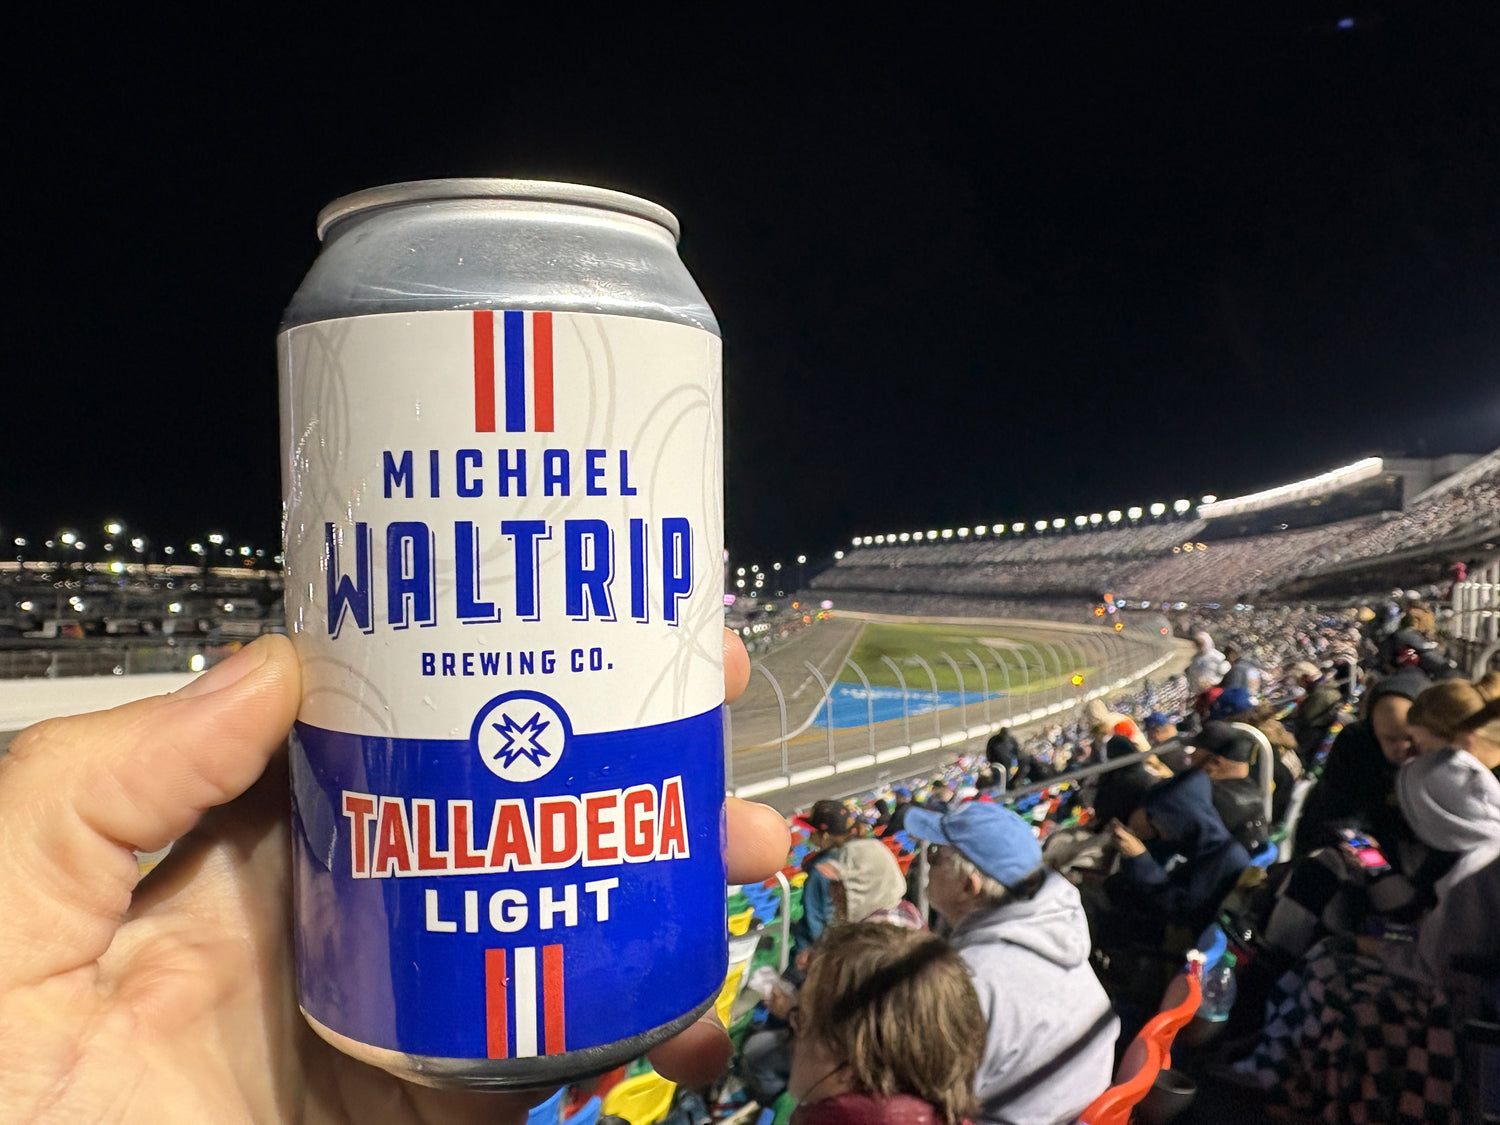 MICHAEL
WALTRIP
BREWING CO.
TALLADEGA
LIGHT